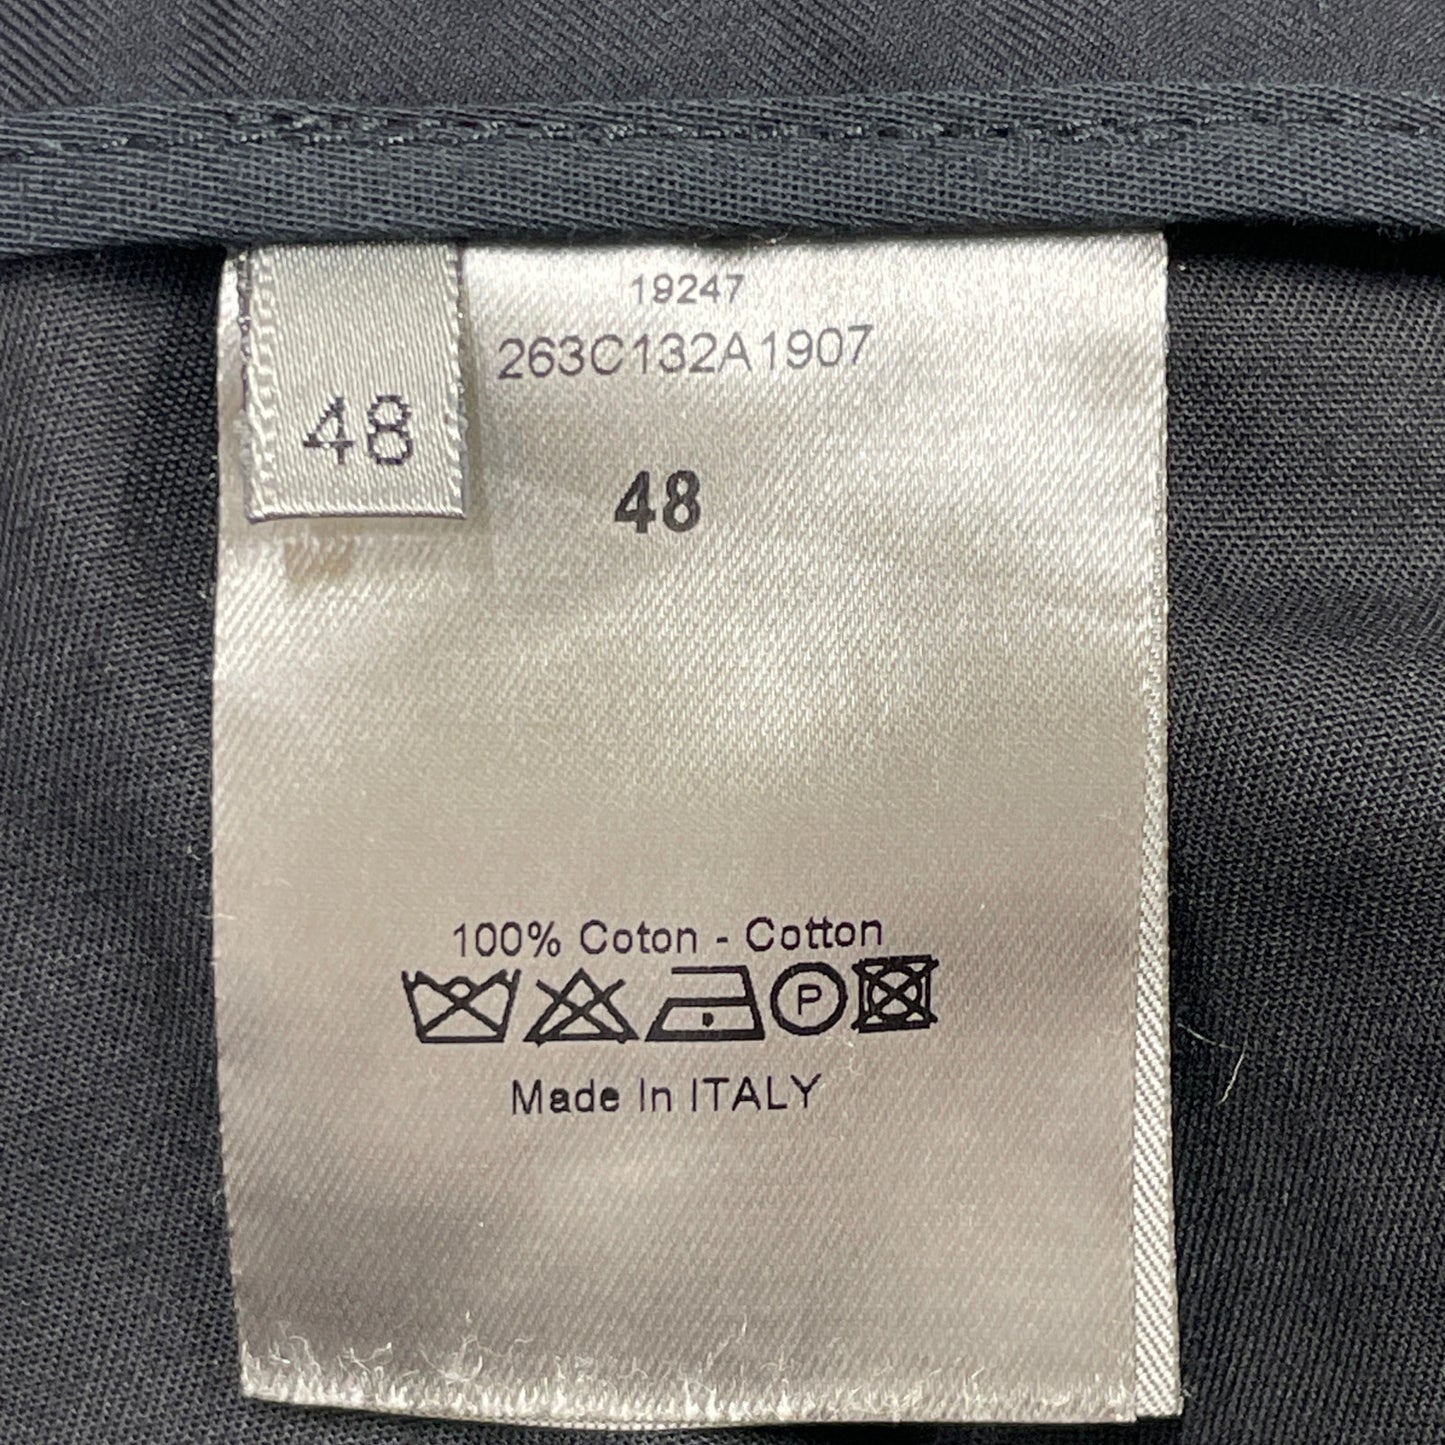 19247
263C132A1907
48
48
100% Coton - Cotton
P
Made In ITALY